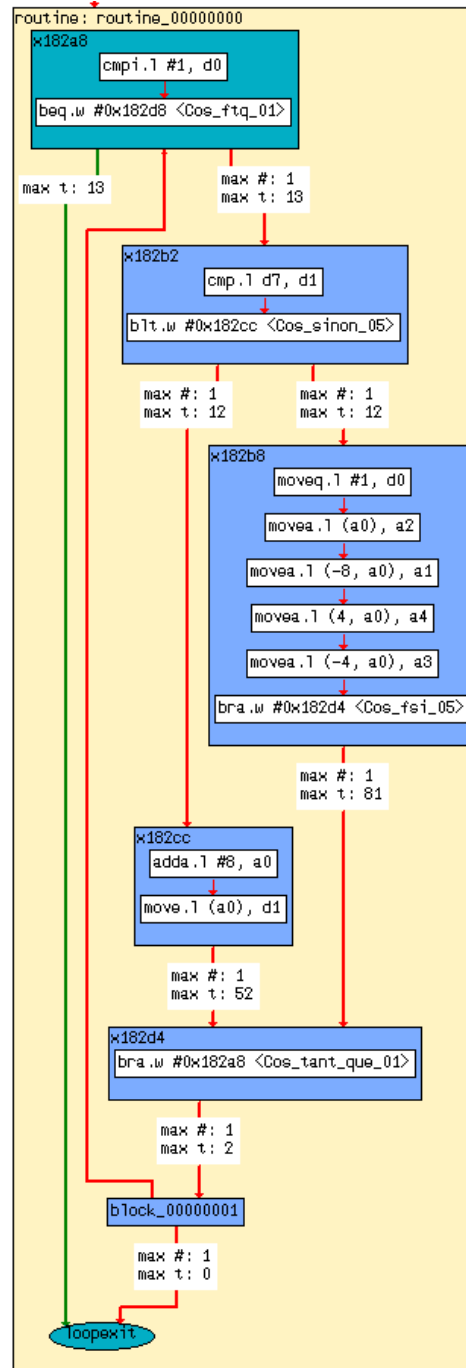 routine: routine_00000000
x182a8
cmpi.l #1, d0
beq.w #0x182d8 <Cos_ftq_01>
max t: 13
max #: 1
max t: 13
x182b2
cmp.l d7, d1
blt.w #0x182cc <Cos_sinon_05>
max #: 1
max t: 12
max #: 1
max t: 12
x182b8
moveq.l #1, d0
movea.l (a0), a2
movea.l (-8, a0), a1
movea.l (4, a0), a4
movea.l (-4, a0), a3
bra.w #0x182d4 <Cos_fsi_05>
max #: 1
max t: 81
x182cc
adda.l #8, a0
move.l (a0), d1
max #: 1
max t: 52
x182d4
bra.w #0x182a8 <Cos_tant_que_01>
max #: 1
max t: 2
block_00000001
max #: 1
max t: 0
loopexit